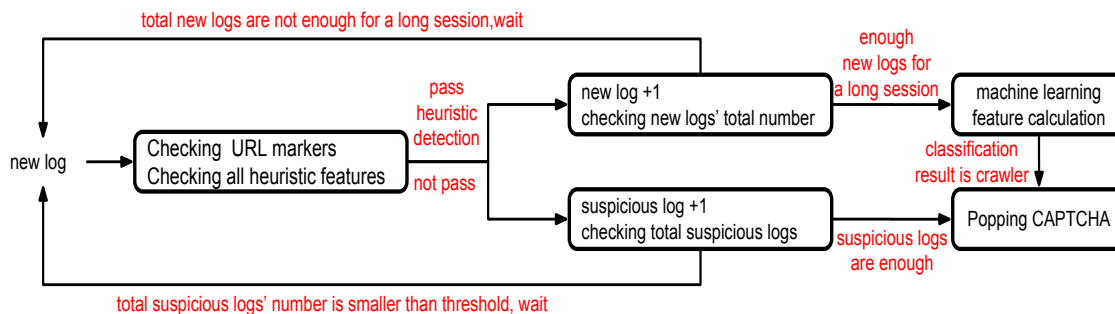 total new logs are not enough for a long session,wait
enough
new logs for
a long session
pass
heuristic
detection
new log +1
checking new logs' total number
machine learning
feature calculation
new log
Checking URL markers
Checking all heuristic features
not pass
classification
result is crawler
suspicious log +1
checking total suspicious logs
Popping CAPTCHA
suspicious logs
are enough
total suspicious logs' number is smaller than threshold, wait